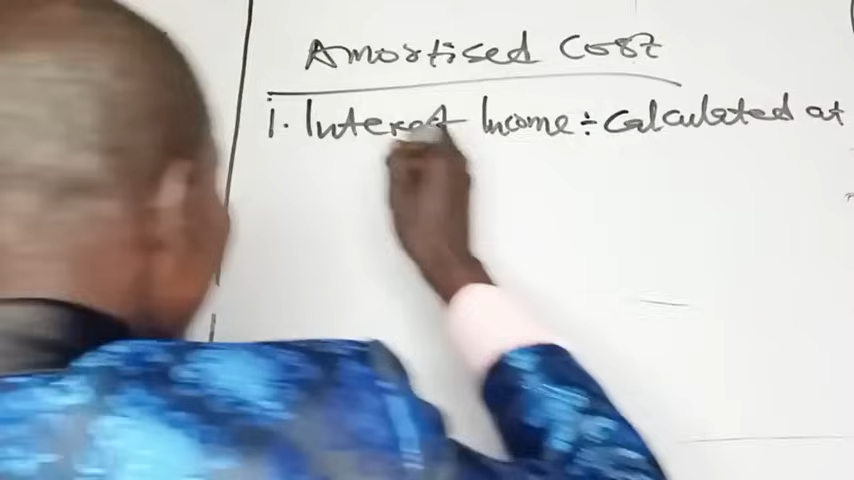 Amortised Cost
1. Interest Income ÷ Calculated at